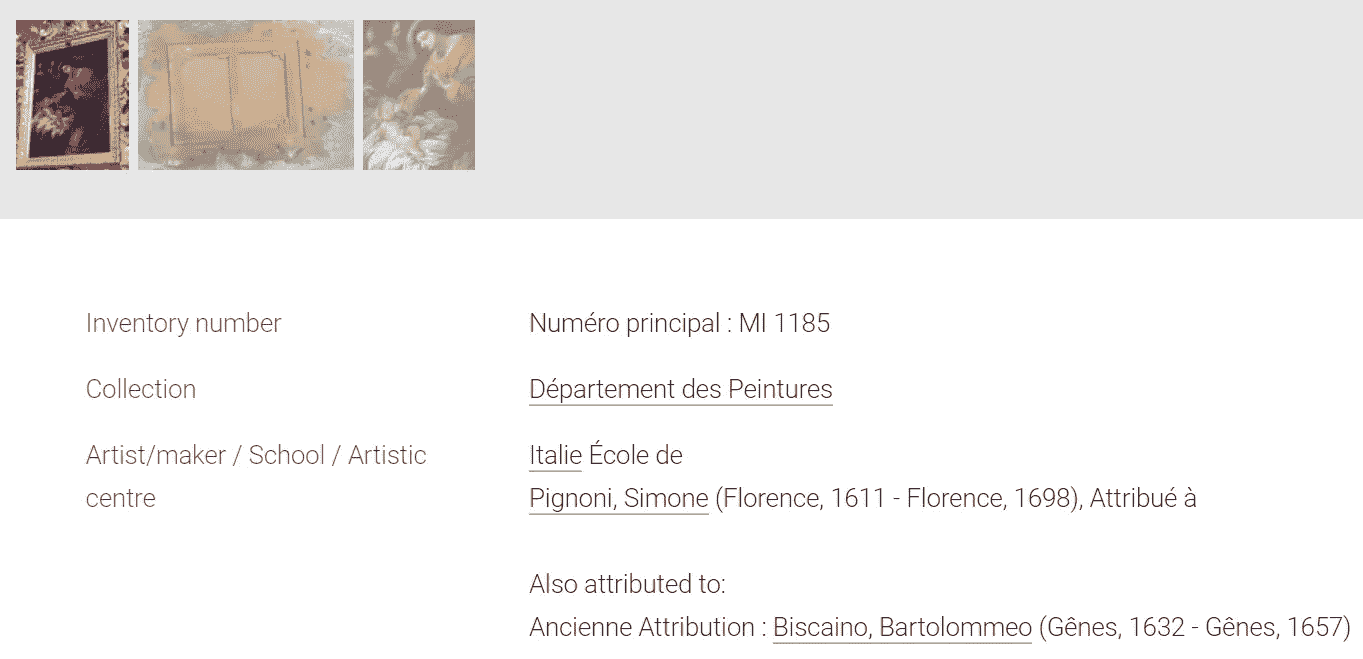 Inventory number
Numéro principal : MI 1185
Collection
Département des Peintures
Artist/maker / School / Artistic
centre
Italie École de
Pignoni, Simone (Florence, 1611 - Florence, 1698), Attribué à
Also attributed to:
Ancienne Attribution : Biscaino, Bartolommeo (Gênes, 1632 - Gênes, 1657)